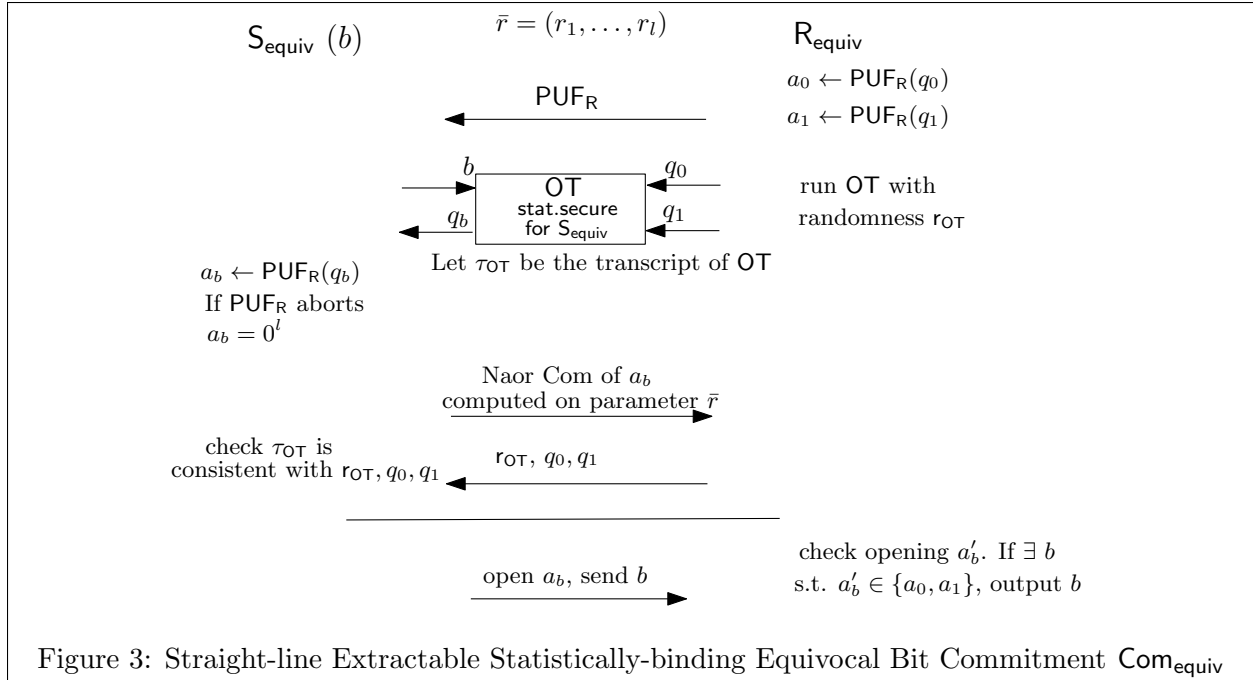 S_equiv (b)
r̄ = (r_1, . . . , r_l)
R_equiv
a_0 ← PUF_R(q_0)
a_1 ← PUF_R(q_1)
PUF_R
b
q_0
OT
stat.secure
for S_equiv
q_b
q_1
run OT with
randomness r_OT
Let τ_OT be the transcript of OT
a_b ← PUF_R(q_b)
If PUF_R aborts
a_b = 0^l
Naor Com of a_b
computed on parameter r̄
check τ_OT is
consistent with r_OT, q_0, q_1
r_OT, q_0, q_1
check opening a′_b. If ∃ b
s.t. a′_b ∈ {a_0, a_1}, output b
open a_b, send b
Figure 3: Straight-line Extractable Statistically-binding Equivocal Bit Commitment Com_equiv